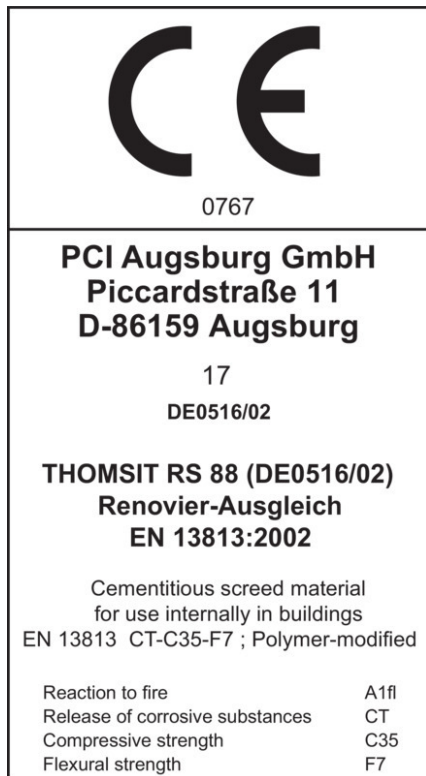 CE
0767
PCI Augsburg GmbH
Piccardstraße 11
D-86159 Augsburg
17
DE0516/02
THOMSIT RS 88 (DE0516/02)
Renovier-Ausgleich
EN 13813:2002
Cementitious screed material
for use internally in buildings
EN 13813 CT-C35-F7 ; Polymer-modified
Reaction to fire A1fl
Release of corrosive substances CT
Compressive strength C35
Flexural strength F7